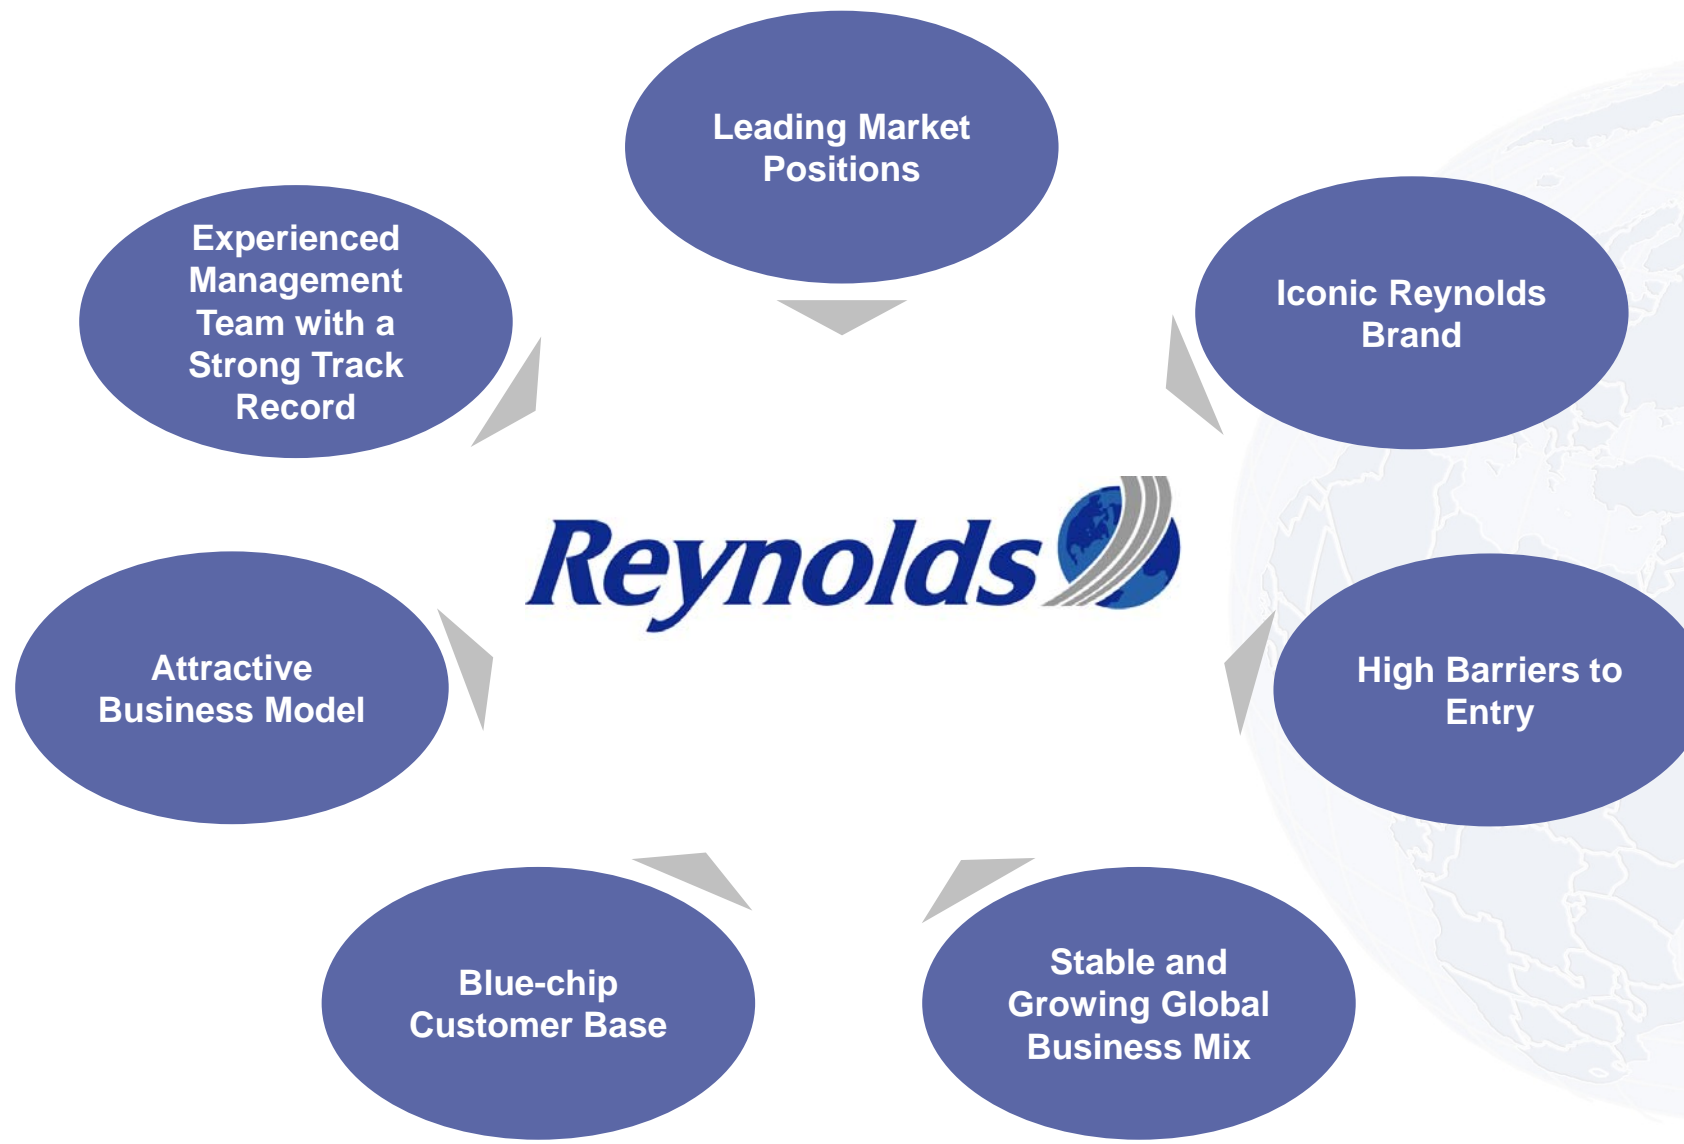 Leading Market
Positions
Experienced
Management
Team with a
Strong Track
Record
Iconic Reynolds
Brand
Reynolds
Attractive
Business Model
High Barriers to
Entry
Blue-chip
Customer Base
Stable and
Growing Global
Business Mix